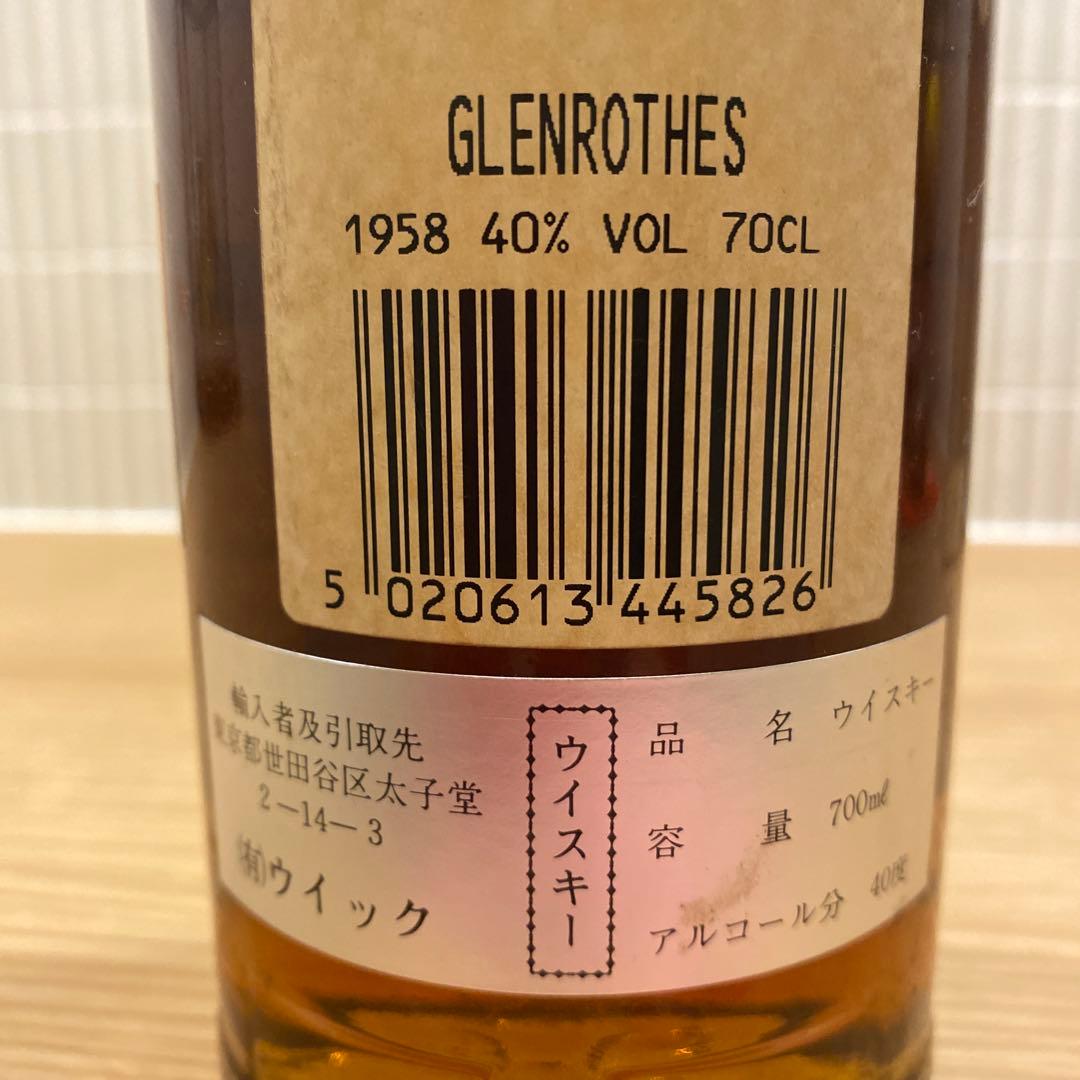 GLENROTHES
1958 40% VOL 70CL
5 020613 445826
輸入者及引取先
東京都世田谷区太子堂
2－14－3
(有)ウイック
ウイスキー
品 名 ウイスキー
容 量 700mℓ
アルコール分 40度